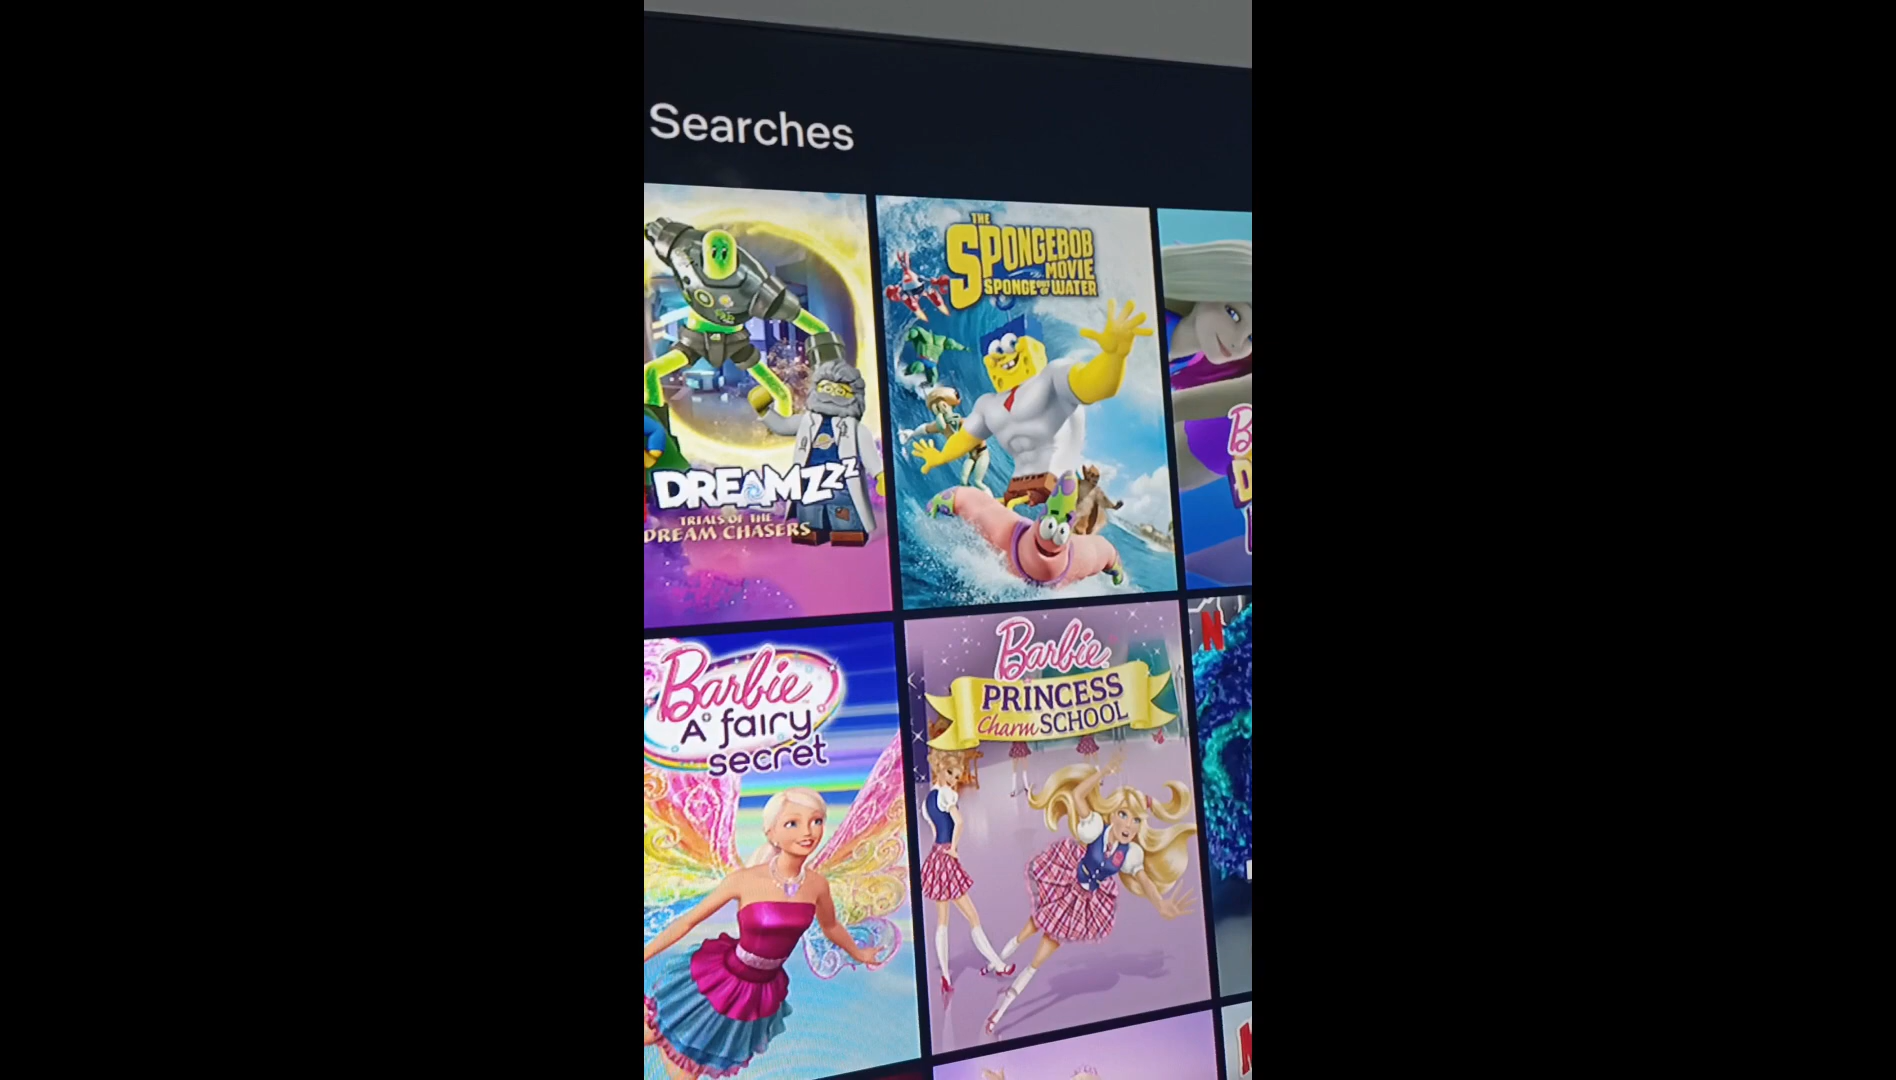 Searches
DREAMZzz
TRIALS OF THE
DREAM CHASERS
THE
SPONGEBOB
MOVIE
SPONGE OUT OF WATER
Barbie
A fairy
secret
Barbie
PRINCESS
Charm SCHOOL
N